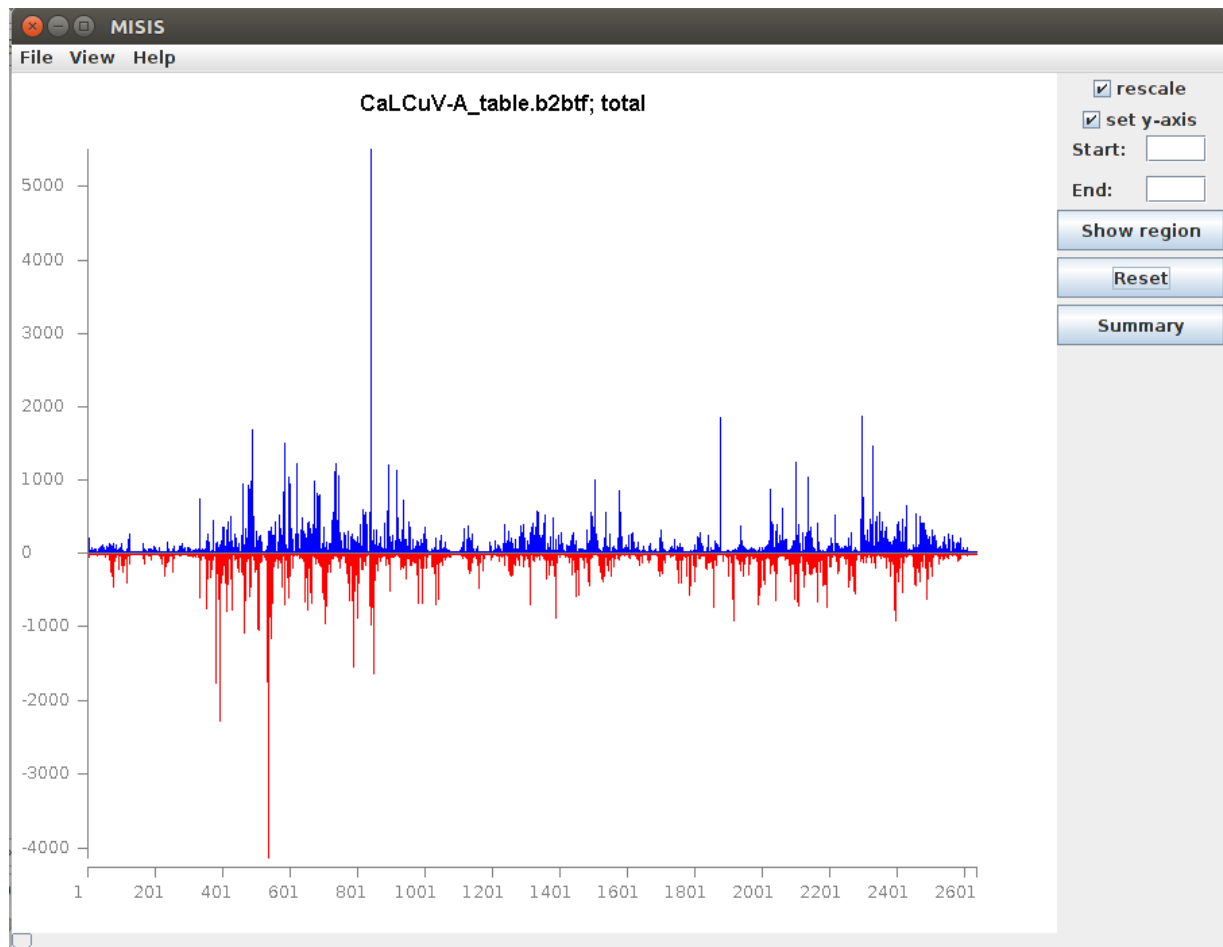 MISIS
File View Help
CaLCuV-A_table.b2btf; total
rescale
set y-axis
Start:
End:
Show region
Reset
Summary
5000
4000
3000
2000
1000
0
-1000
-2000
-3000
-4000
1 201 401 601 801 1001 1201 1401 1601 1801 2001 2201 2401 2601